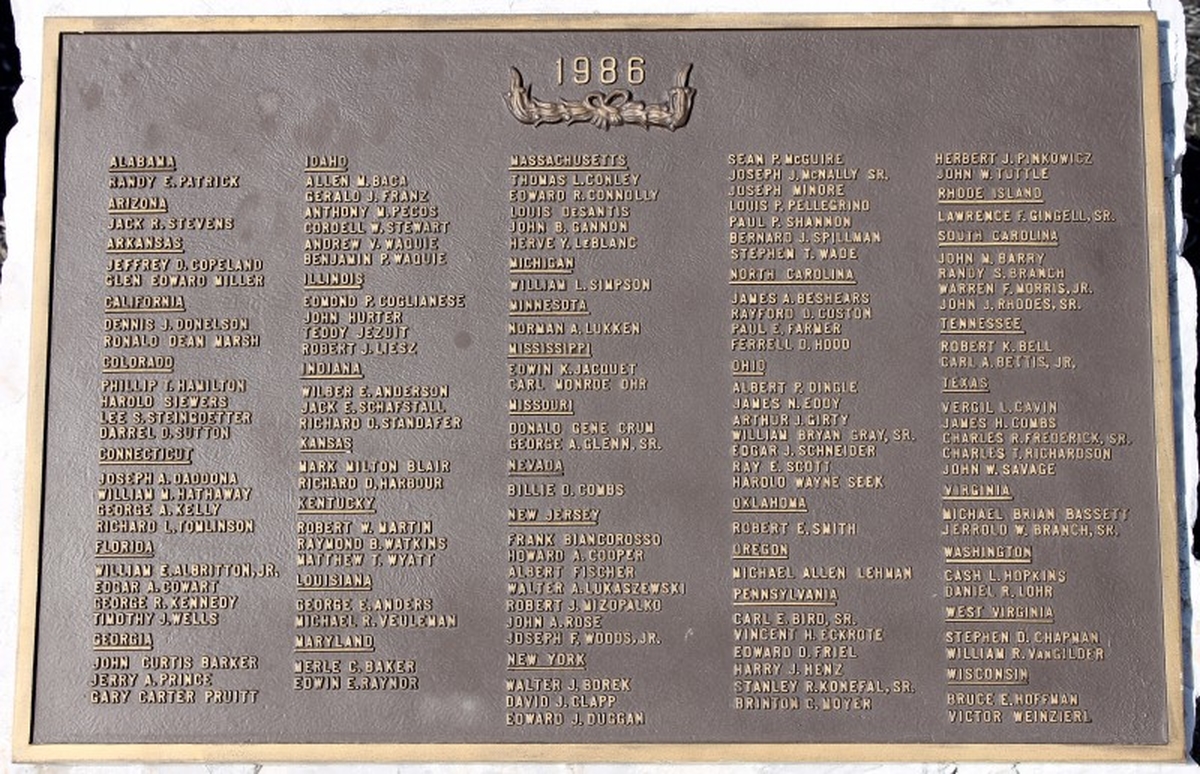 1986
ALABAMA
RANDY E. PATRICK
ARIZONA
JACK R. STEVENS
ARKANSAS
JEFFREY D. COPELAND
GLEN EDWARD MILLER
CALIFORNIA
DENNIS J. DONELSON
RONALD DEAN MARSH
COLORADO
PHILLIP T. HAMILTON
HAROLD SIEWERS
LEE S. STEINGOETTER
DARREL D. SUTTON
CONNECTICUT
JOSEPH A. DADDONA
WILLIAM M. HATHAWAY
GEORGE A. KELLY
RICHARD L. TOMLINSON
FLORIDA
WILLIAM E. ALBRITTON, JR.
EDGAR A. COWART
GEORGE R. KENNEDY
TIMOTHY J. WELLS
GEORGIA
JOHN CURTIS BARKER
JERRY A. PRINCE
GARY CARTER PRUITT
IDAHO
ALLEN M. BACA
GERALD J. FRANZ
ANTHONY M. PECOS
CORDELL W. STEWART
ANDREW V. WAQUIE
BENJAMIN P. WAQUIE
ILLINOIS
EDMOND P. COGLIANESE
JOHN HURTER
TEDDY JEZUIT
ROBERT J. LIESZ
INDIANA
WILBER E. ANDERSON
JACK E. SCHAFSTALL
RICHARD O. STANDAFER
KANSAS
MARK MILTON BLAIR
RICHARD D. HARBOUR
KENTUCKY
ROBERT W. MARTIN
RAYMOND B. WATKINS
MATTHEW T. WYATT
LOUISIANA
GEORGE E. ANDERS
MICHAEL R. VEULEMAN
MARYLAND
MERLE C. BAKER
EDWIN E. RAYNOR
MASSACHUSETTS
THOMAS L. CONLEY
EDWARD R. CONNOLLY
LOUIS DESANTIS
JOHN B. GANNON
HERVE Y. LEBLANC
MICHIGAN
WILLIAM L. SIMPSON
MINNESOTA
NORMAN A. LUKKEN
MISSISSIPPI
EDWIN K. JACQUET
CARL MONROE OHR
MISSOURI
DONALD GENE CRUM
GEORGE A. GLENN, SR.
NEVADA
BILLIE D. COMBS
NEW JERSEY
FRANK BIANCOROSSO
HOWARD A. COOPER
ALBERT FISCHER
WALTER A. LUKASZEWSKI
ROBERT J. MIZOPALKO
JOHN A. ROSE
JOSEPH F. WOODS, JR.
NEW YORK
WALTER J. BOREK
DAVID J. CLAPP
EDWARD J. DUGGAN
SEAN P. McGUIRE
JOSEPH J. McNALLY SR.
JOSEPH MINORE
LOUIS P. PELLEGRINO
PAUL P. SHANNON
BERNARD J. SPILLMAN
STEPHEN T. WADE
NORTH CAROLINA
JAMES A. BESHEARS
RAYFORD D. COSTON
PAUL E. FARMER
FERRELL D. HOOD
OHIO
ALBERT P. DINGLE
JAMES N. EDDY
ARTHUR J. GIRTY
WILLIAM BRYAN GRAY, SR.
EDGAR J. SCHNEIDER
RAY E. SCOTT
HAROLD WAYNE SEEK
OKLAHOMA
ROBERT E. SMITH
OREGON
MICHAEL ALLEN LEHMAN
PENNSYLVANIA
CARL E. BIRD, SR.
VINCENT H. ECKROTE
EDWARD D. FRIEL
HARRY J. HENZ
STANLEY R. KONEFAL, SR.
BRINTON C. MOYER
HERBERT J. PINKOWICZ
JOHN W. TUTTLE
RHODE ISLAND
LAWRENCE F. GINGELL, SR.
SOUTH CAROLINA
JOHN M. BARRY
RANDY S. BRANCH
WARREN F. MORRIS, JR.
JOHN J. RHODES, SR.
TENNESSEE
ROBERT K. BELL
CARL A. BETTIS, JR.
TEXAS
VERGIL L. CAVIN
JAMES H. COMBS
CHARLES R. FREDERICK, SR.
CHARLES T. RICHARDSON
JOHN W. SAVAGE
VIRGINIA
MICHAEL BRIAN BASSETT
JERROLD W. BRANCH, SR.
WASHINGTON
CASH L. HOPKINS
DANIEL R. LOHR
WEST VIRGINIA
STEPHEN D. CHAPMAN
WILLIAM R. VANGILDER
WISCONSIN
BRUCE E. HOFFMAN
VICTOR WEINZIERL